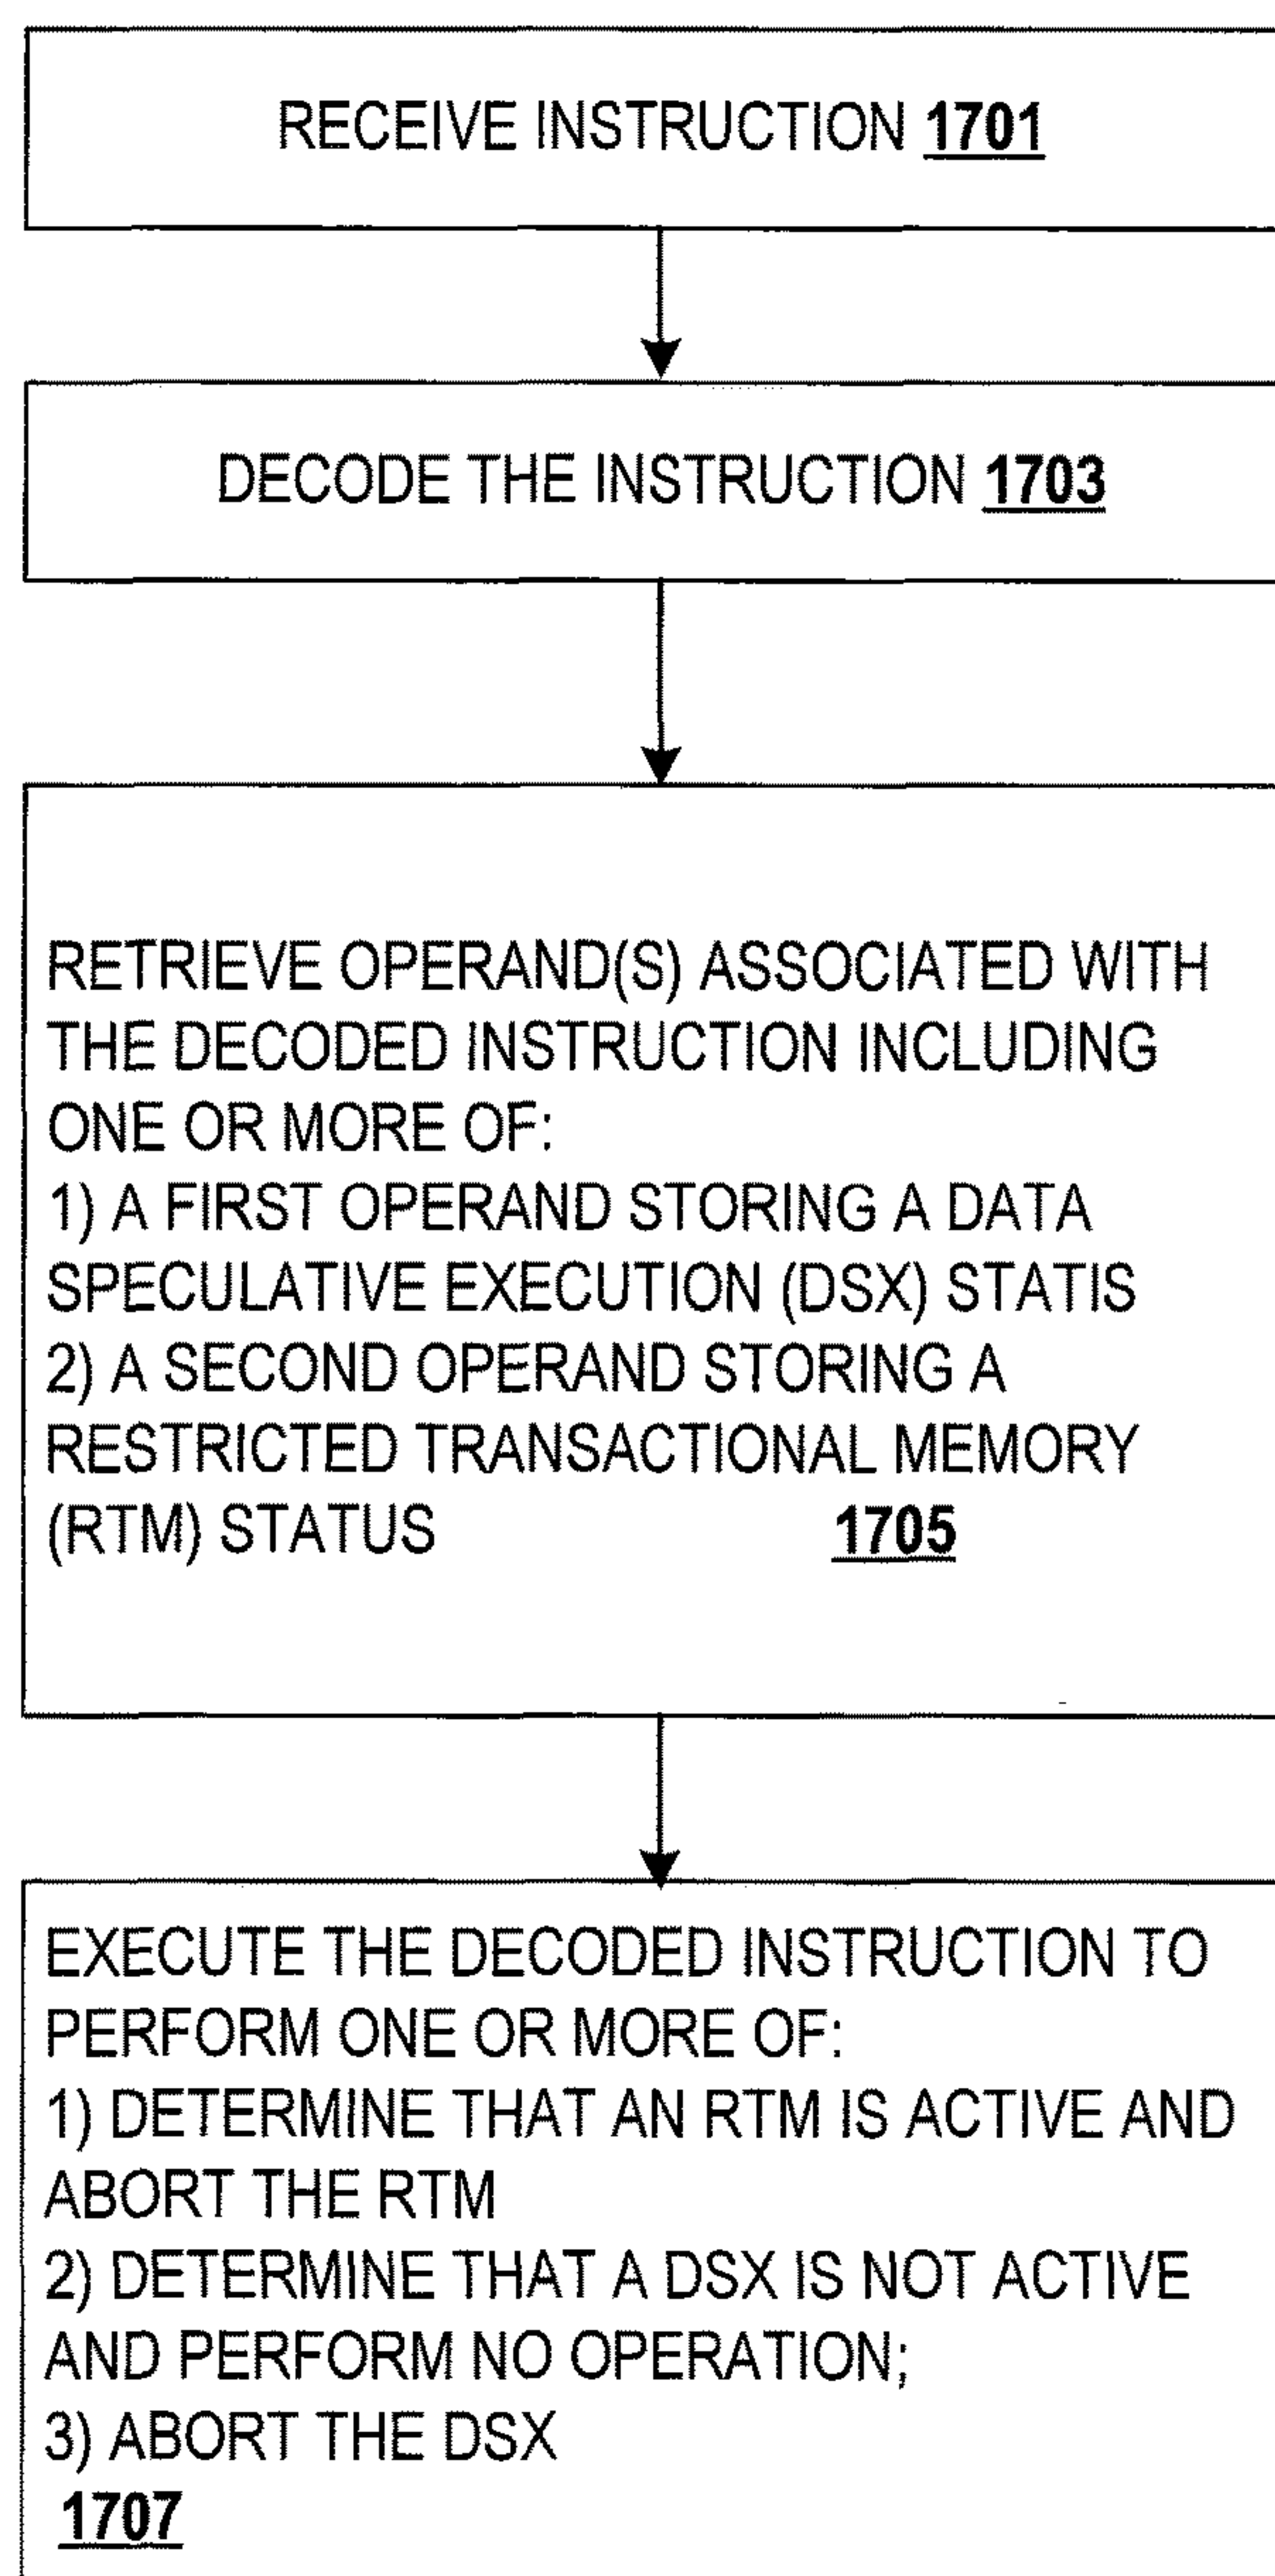 RECEIVE INSTRUCTION 1701
DECODE THE INSTRUCTION 1703
RETRIEVE OPERAND(S) ASSOCIATED WITH
THE DECODED INSTRUCTION INCLUDING
ONE OR MORE OF:
1) A FIRST OPERAND STORING A DATA
SPECULATIVE EXECUTION (DSX) STATIS
2) A SECOND OPERAND STORING A
RESTRICTED TRANSACTIONAL MEMORY
(RTM) STATUS 1705
EXECUTE THE DECODED INSTRUCTION TO
PERFORM ONE OR MORE OF:
1) DETERMINE THAT AN RTM IS ACTIVE AND
ABORT THE RTM
2) DETERMINE THAT A DSX IS NOT ACTIVE
AND PERFORM NO OPERATION;
3) ABORT THE DSX
1707